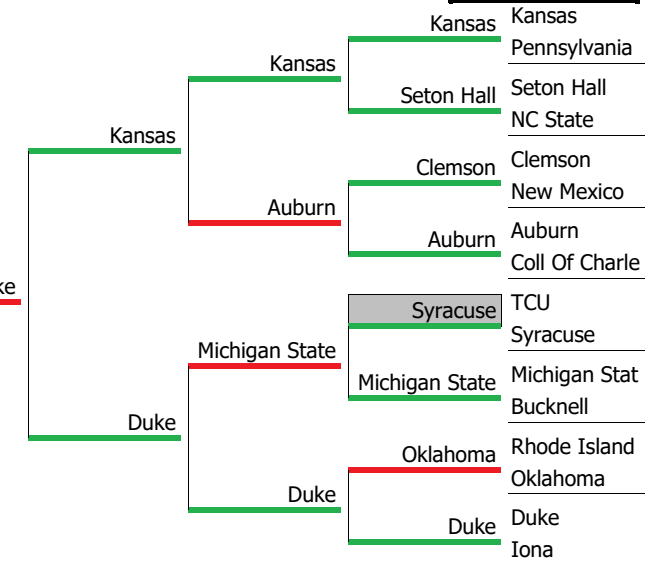 Kansas
Kansas
Pennsylvania
Kansas
Seton Hall
Seton Hall
NC State
Kansas
Clemson
Clemson
New Mexico
Auburn
Auburn
Auburn
Coll Of Charle
ke
Syracuse
TCU
Syracuse
Michigan State
Michigan State
Michigan Stat
Bucknell
Duke
Oklahoma
Rhode Island
Oklahoma
Duke
Duke
Duke
Iona